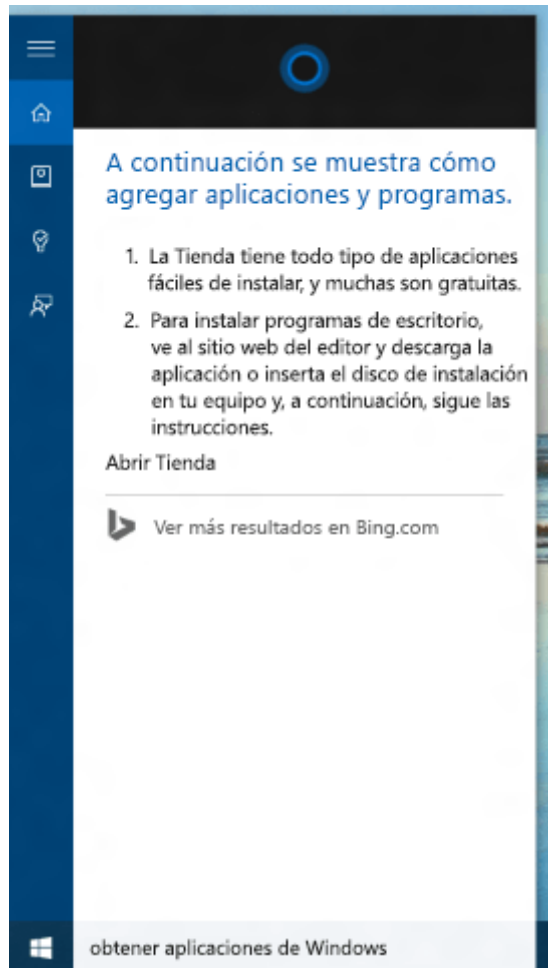 A continuación se muestra cómo
agregar aplicaciones y programas.
1. La Tienda tiene todo tipo de aplicaciones
fáciles de instalar, y muchas son gratuitas.
2. Para instalar programas de escritorio,
ve al sitio web del editor y descarga la
aplicación o inserta el disco de instalación
en tu equipo y, a continuación, sigue las
instrucciones.
Abrir Tienda
Ver más resultados en Bing.com
obtener aplicaciones de Windows